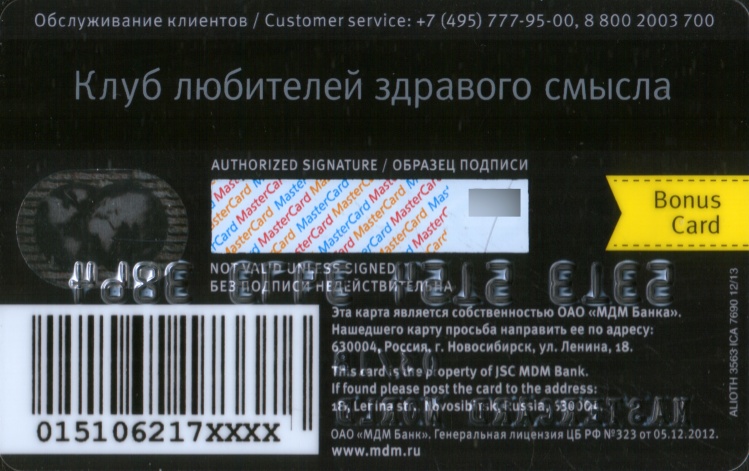 Обслуживание клиентов / Customer service: +7 (495) 777-95-00, 8 800 2003 700
Клуб любителей здравого смысла
AUTHORIZED SIGNATURE / ОБРАЗЕЦ ПОДПИСИ
MasterCard MasterCard MasterCard MasterCard
Bonus
Card
NOT VALID UNLESS SIGNED
БЕЗ ПОДПИСИ НЕДЕЙСТВИТЕЛЬНА
Эта карта является собственностью ОАО «МДМ Банка».
Нашедшего карту просьба направить ее по адресу:
630004, Россия, г. Новосибирск, ул. Ленина, 18.
This card is the property of JSC MDM Bank.
If found please post the card to the address:
18, Lenina str., Novosibirsk, Russia, 630004.
ОАО «МДМ Банк». Генеральная лицензия ЦБ РФ №323 от 05.12.2012.
www.mdm.ru
015106217XXXX
ALIOTH 3563 ICA 7690 12/13